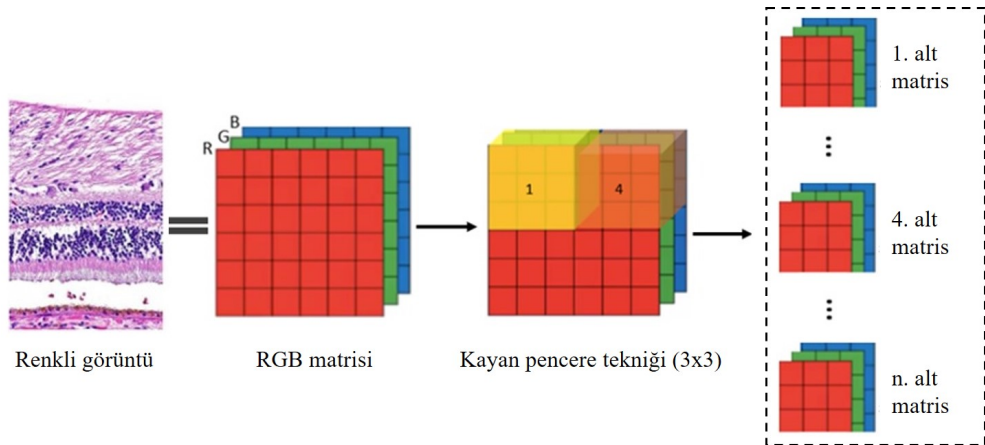 B
G
R
1
4
1. alt
matris
4. alt
matris
n. alt
matris
Renkli görüntü
RGB matrisi
Kayan pencere tekniği (3x3)